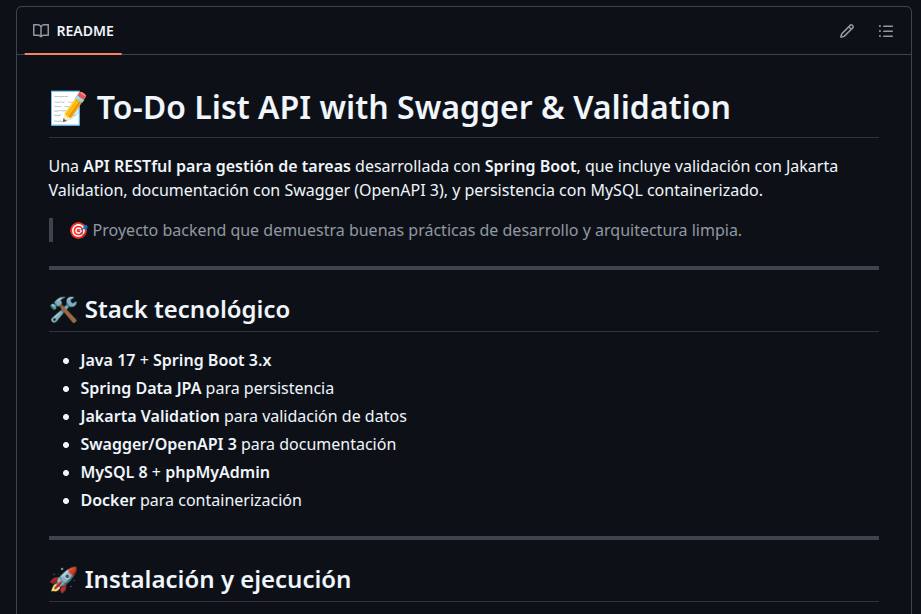 README
📝 To-Do List API with Swagger & Validation
Una API RESTful para gestión de tareas desarrollada con Spring Boot, que incluye validación con Jakarta
Validation, documentación con Swagger (OpenAPI 3), y persistencia con MySQL containerizado.
🎯 Proyecto backend que demuestra buenas prácticas de desarrollo y arquitectura limpia.
🛠️ Stack tecnológico
• Java 17 + Spring Boot 3.x
• Spring Data JPA para persistencia
• Jakarta Validation para validación de datos
• Swagger/OpenAPI 3 para documentación
• MySQL 8 + phpMyAdmin
• Docker para containerización
🚀 Instalación y ejecución